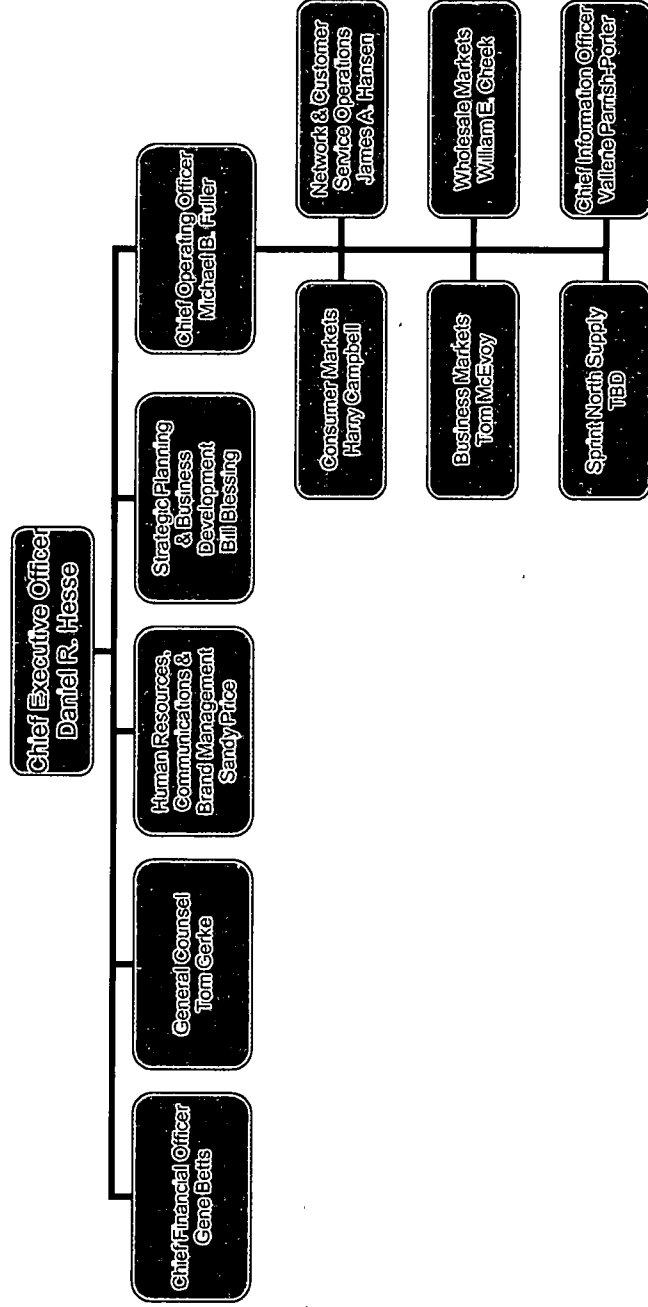 Chief Executive Officer
Daniel R. Hesse
Chief Financial Officer
Gene Betts
General Counsel
Tom Gerke
Human Resources,
Communications &
Brand Management
Sandy Price
Strategic Planning
& Business
Development
Bill Blessing
Chief Operating Officer
Michael B. Fuller
Consumer Markets
Harry Campbell
Network & Customer
Service Operations
James A. Hansen
Business Markets
Tom McEvoy
Wholesale Markets
William E. Cheek
Sprint North Supply
TBD
Chief Information Officer
Vallerie Parrish-Porter